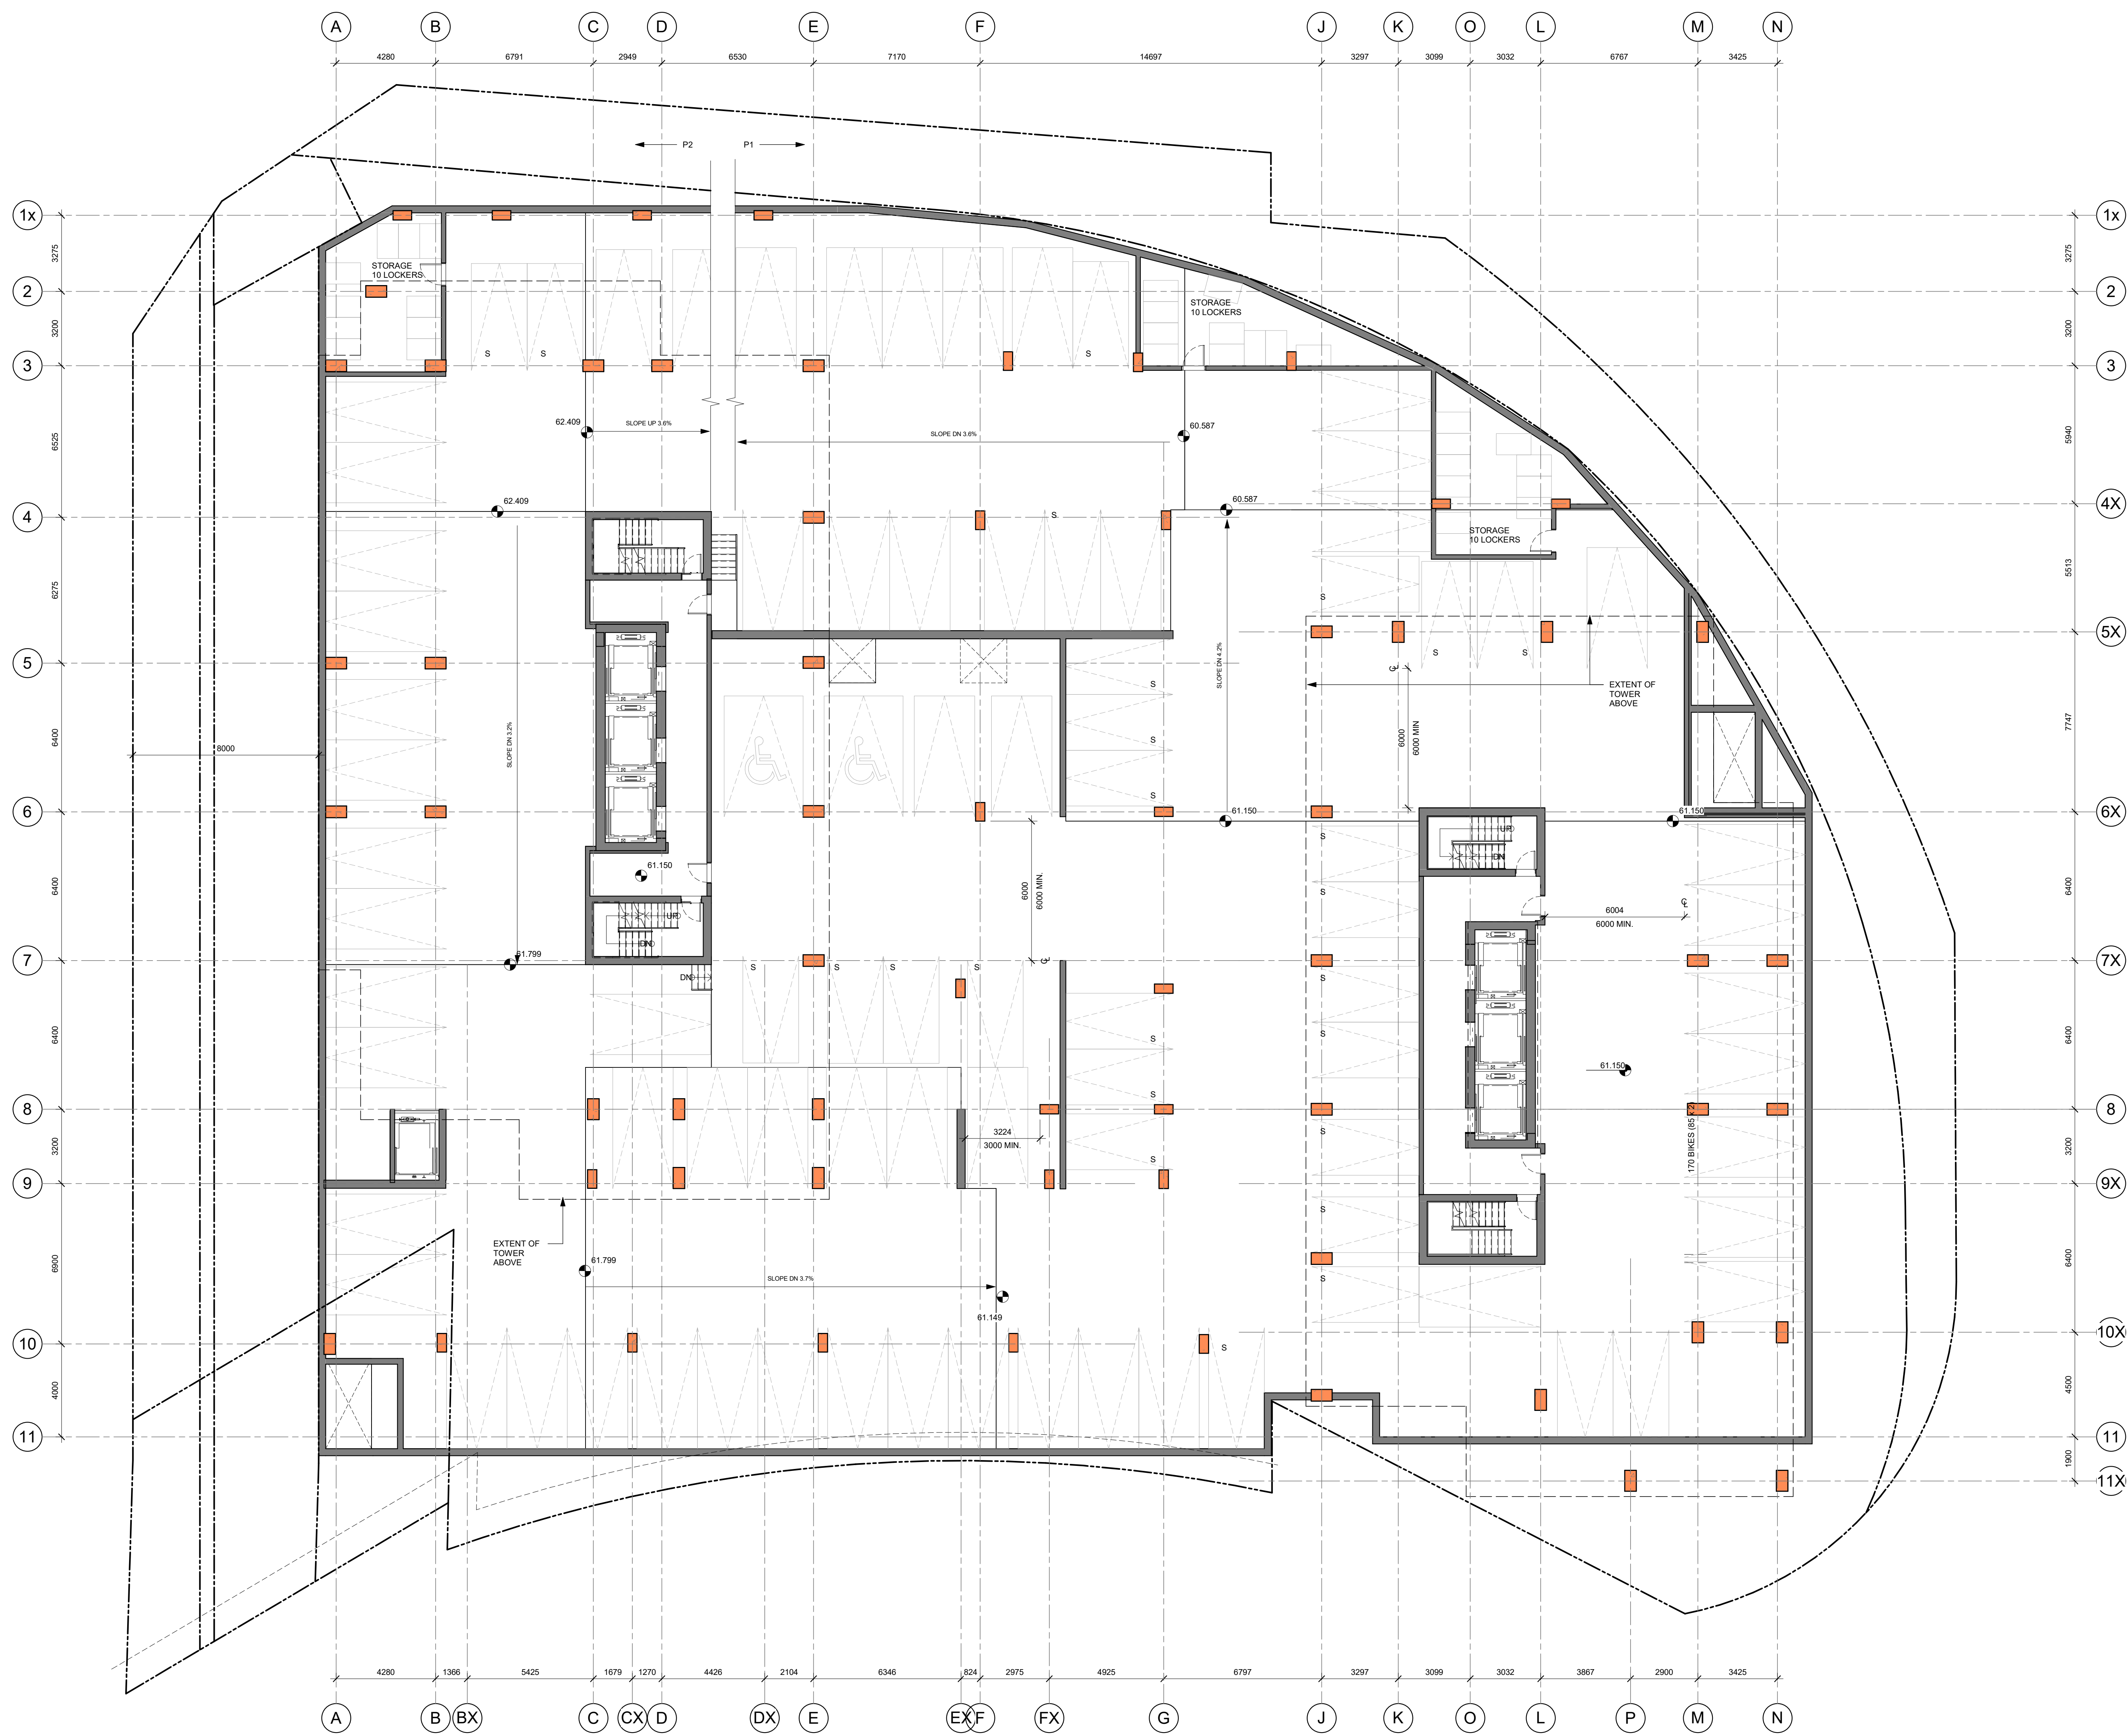 A B C D E F J K O L M N
4280 6791 2949 6530 7170 14697 3297 3099 3032 6767 3425
P2 P1
1x 1x
3275 3275
STORAGE
10 LOCKERS
2 2
STORAGE
10 LOCKERS
3200 3200
S S S
3 3
62.409 SLOPE UP 3.6% SLOPE DN 3.6% 60.587
6525 5940
62.409 60.587 4X
4 S
STORAGE
10 LOCKERS
6275 5513
S
5X
S S
5 S
EXTENT OF
TOWER
ABOVE
SLOPE DN 3.2% SLOPE DN 4.2%
6400 S 6000 6000 MIN 7747
8000
S
6 61.150 61.150 6X
S UP
DN
61.150
6400 S 6000 6000 MIN. 6400
UP 6004
6000 MIN.
DN
61.799
7 S S S S 7X
DN S
6400 S S 6400
61.150
S
8 8
3224
3000 MIN.
S
3200 S 170 BIKES (85 x 2) 3200
9 9X
S
EXTENT OF
TOWER
ABOVE
61.799
6900 SLOPE DN 3.7% S 6400
61.149
10 S 10X
4000 4500
11 11
1900
11X
4280 1366 5425 1679 1270 4426 2104 6346 824 2975 4925 6797 3297 3099 3032 3867 2900 3425
A B BX C CX D DX E EX F FX G J K O L P M N